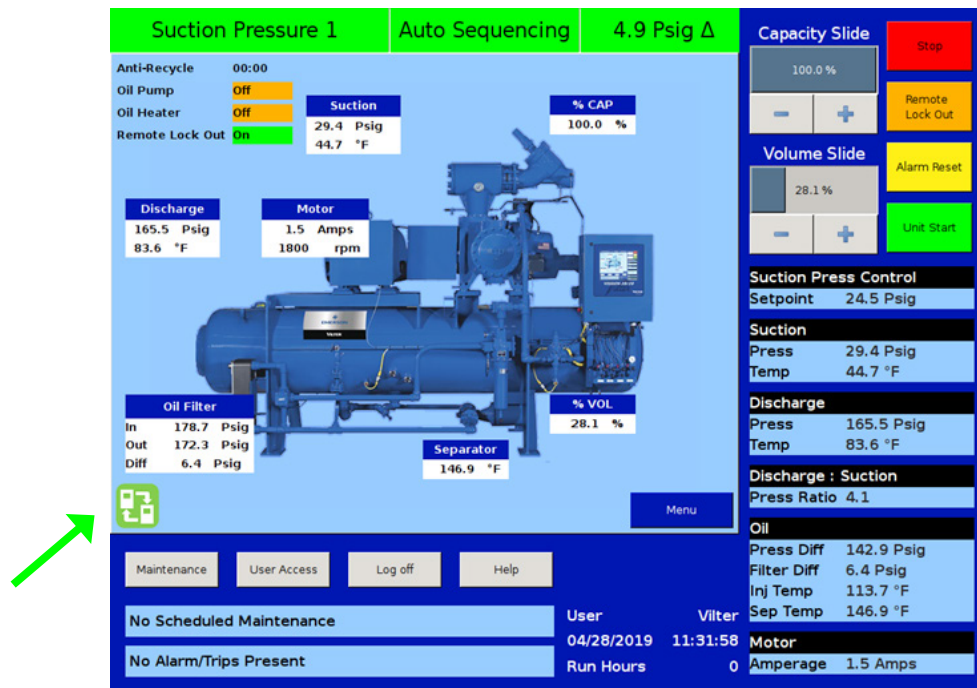 Suction Pressure 1 Auto Sequencing 4.9 Psig Δ
Anti-Recycle 00:00
Oil Pump Off
Oil Heater Off
Remote Lock Out On
Suction
29.4 Psig
44.7 °F
% CAP
100.0 %
Discharge
165.5 Psig
83.6 °F
Motor
1.5 Amps
1800 rpm
Oil Filter
In 178.7 Psig
Out 172.3 Psig
Diff 6.4 Psig
% VOL
28.1 %
Separator
146.9 °F
Menu
Maintenance User Access Log off Help
No Scheduled Maintenance
No Alarm/Trips Present
User Vilter
04/28/2019 11:31:58
Run Hours 0
Capacity Slide
100.0 %
− +
Volume Slide
28.1 %
− +
Stop
Remote
Lock Out
Alarm Reset
Unit Start
Suction Press Control
Setpoint 24.5 Psig
Suction
Press 29.4 Psig
Temp 44.7 °F
Discharge
Press 165.5 Psig
Temp 83.6 °F
Discharge : Suction
Press Ratio 4.1
Oil
Press Diff 142.9 Psig
Filter Diff 6.4 Psig
Inj Temp 113.7 °F
Sep Temp 146.9 °F
Motor
Amperage 1.5 Amps